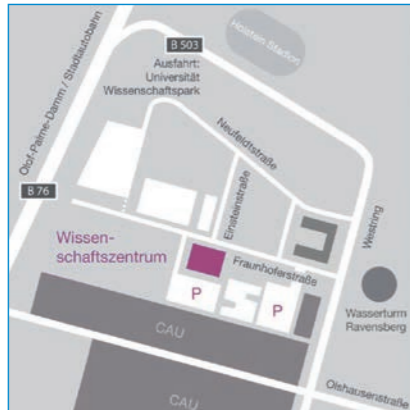 Holstein Stadion
B 503
Ausfahrt:
Universität
Wissenschaftspark
Olof-Palme-Damm / Stadtautobahn
Neufeldtstraße
B 76
Einsteinstraße
Westring
Wissen-
schaftszentrum
Fraunhoferstraße
P
P
Wasserturm
Ravensberg
CAU
Olshausenstraße
CAU